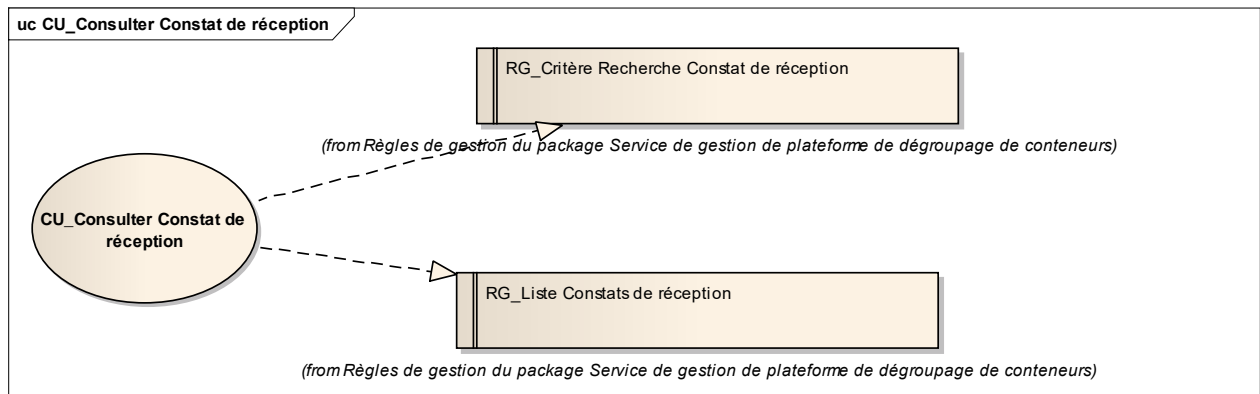 uc CU_Consulter Constat de réception
RG_Critère Recherche Constat de réception
(from Règles de gestion du package Service de gestion de plateforme de dégroupage de conteneurs)
CU_Consulter Constat de
réception
RG_Liste Constats de réception
(from Règles de gestion du package Service de gestion de plateforme de dégroupage de conteneurs)